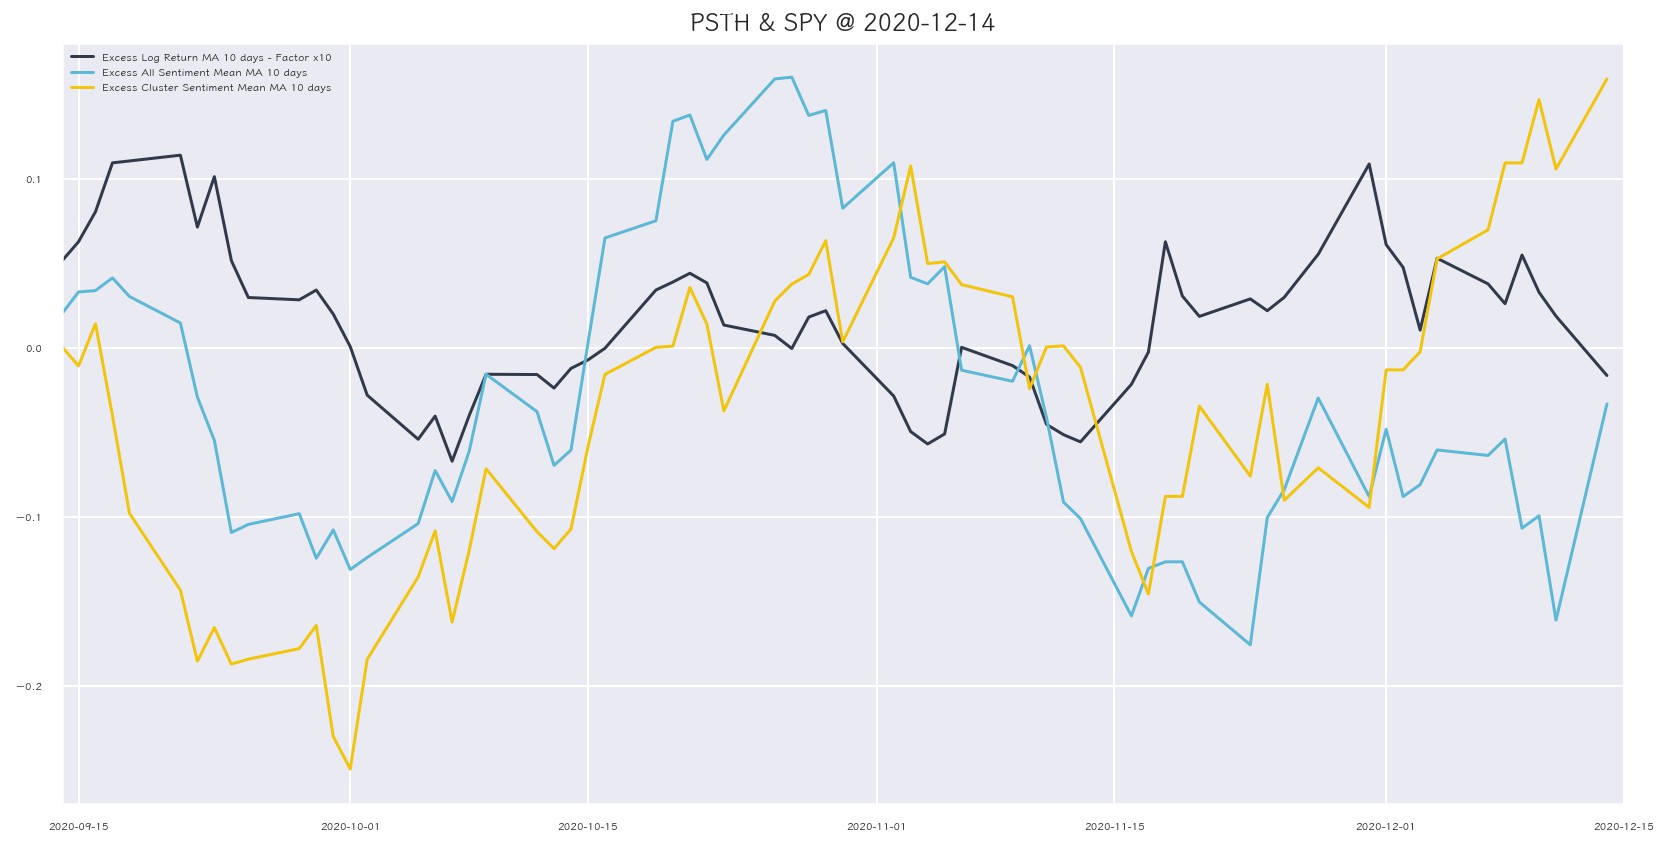 PSTH & SPY @ 2020-12-14
Excess Log Return MA 10 days - Factor x10
Excess All Sentiment Mean MA 10 days
Excess Cluster Sentiment Mean MA 10 days
0.1
0.0
−0.1
−0.2
2020-09-15 2020-10-01 2020-10-15 2020-11-01 2020-11-15 2020-12-01 2020-12-15